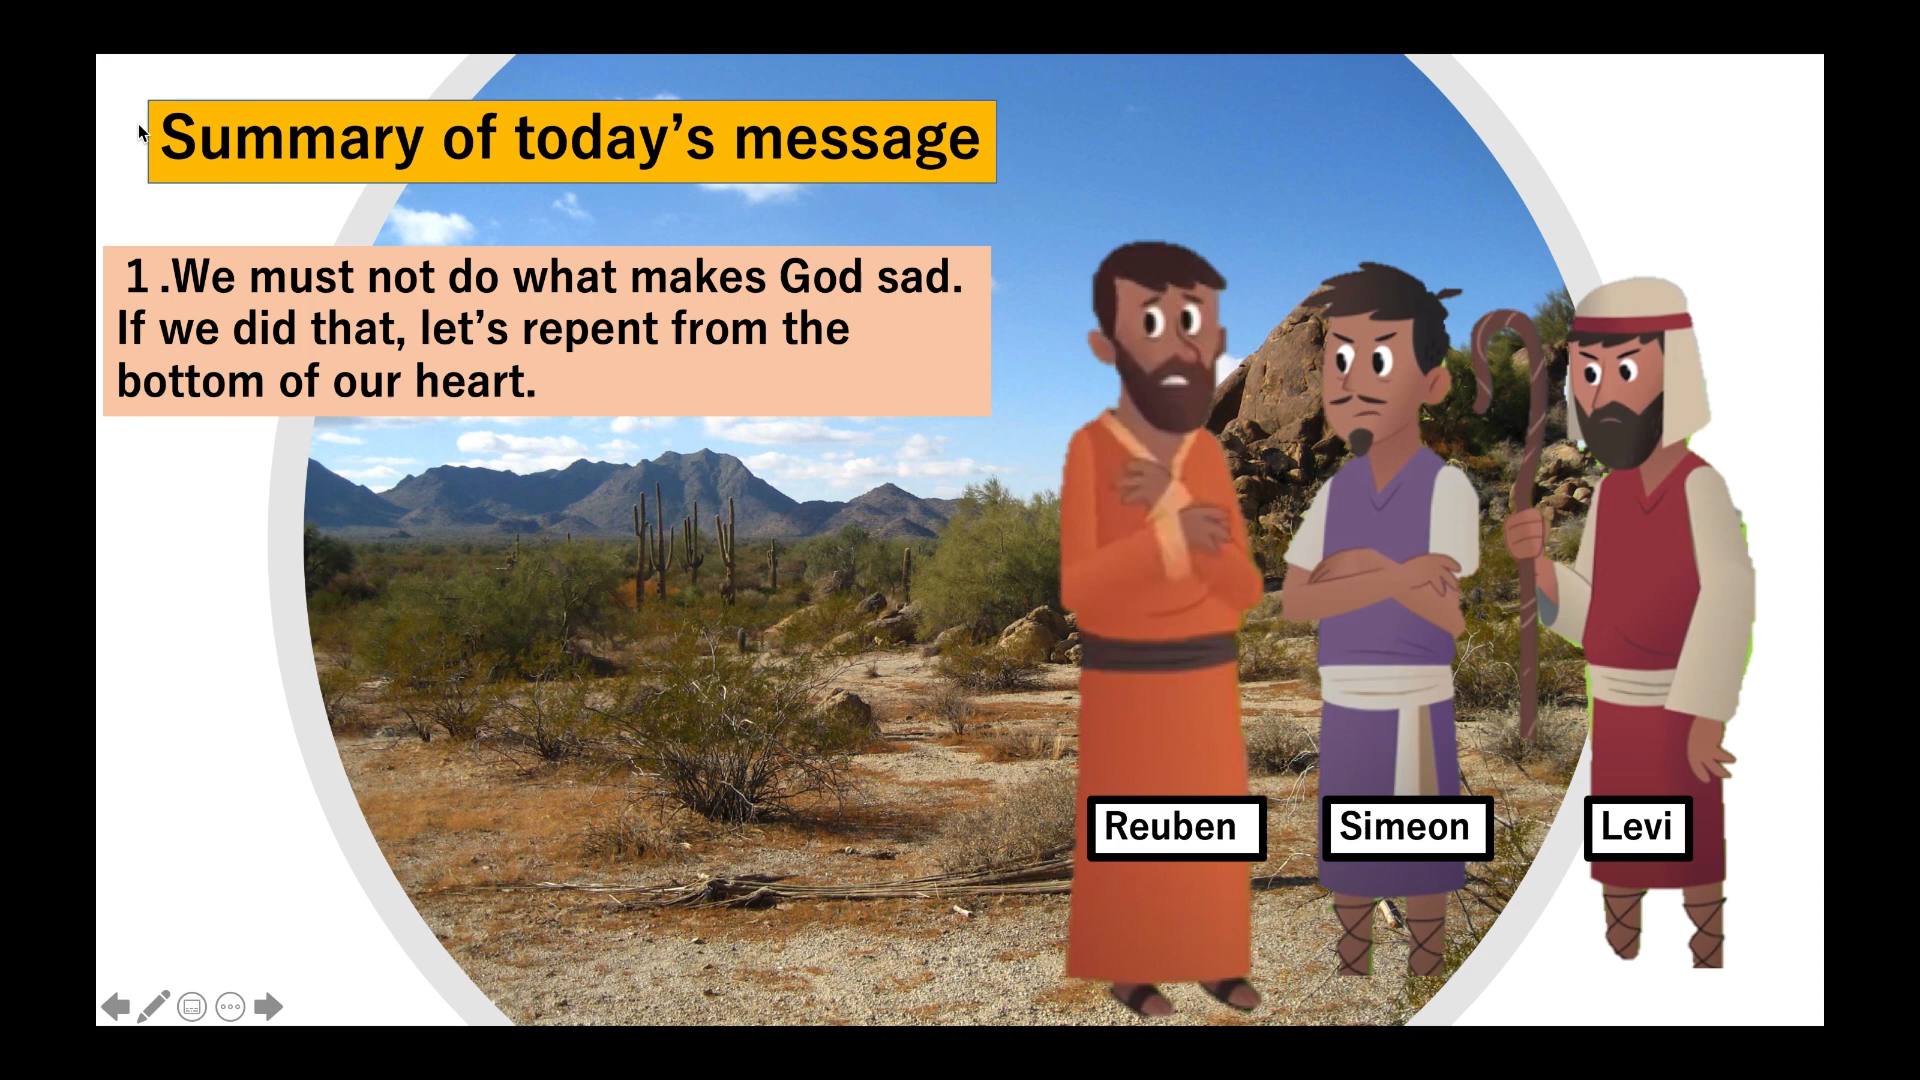 Summary of today’s message
1 .We must not do what makes God sad.
If we did that, let’s repent from the
bottom of our heart.
Reuben
Simeon
Levi